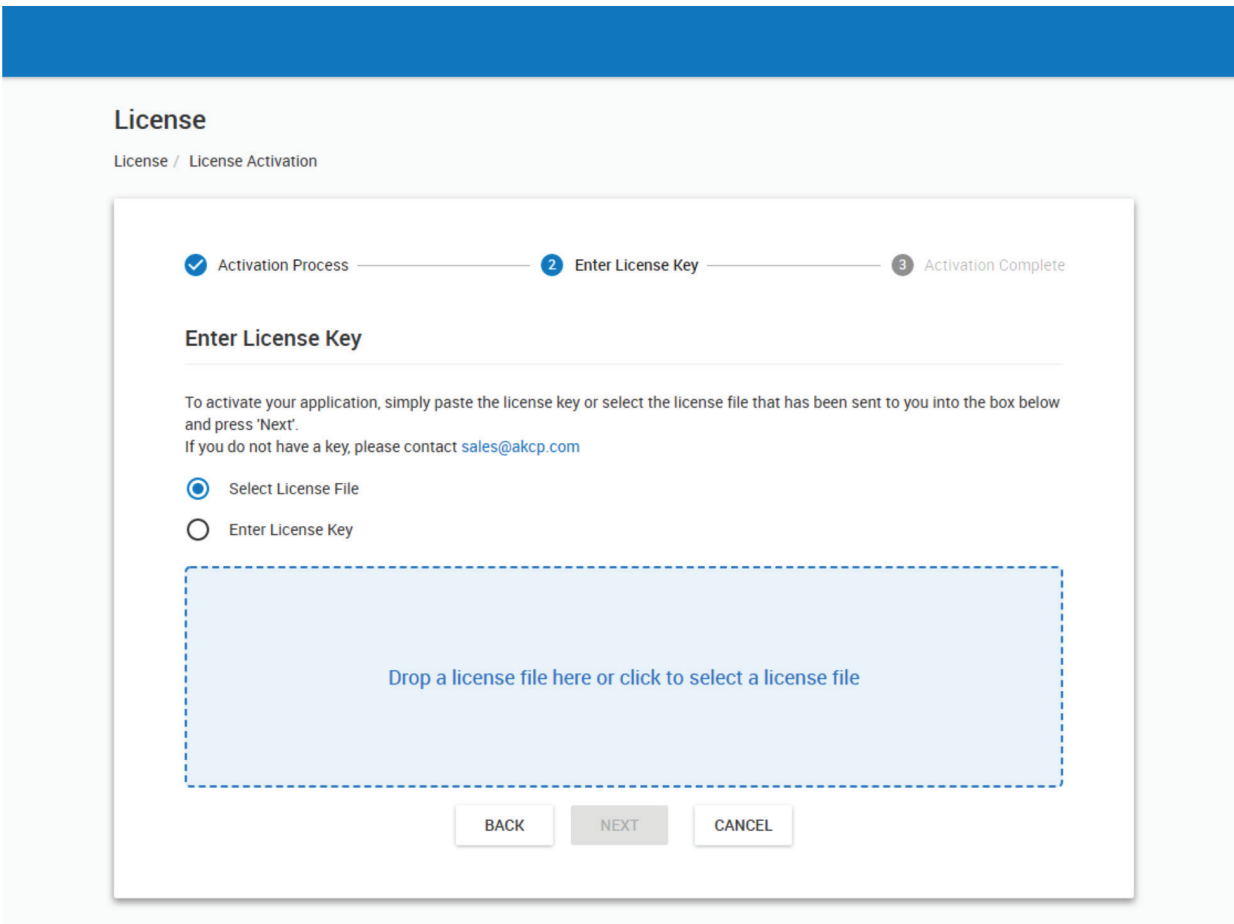 License
License / License Activation
Activation Process 2 Enter License Key 3 Activation Complete
Enter License Key
To activate your application, simply paste the license key or select the license file that has been sent to you into the box below
and press 'Next'.
If you do not have a key, please contact sales@akcp.com
Select License File
Enter License Key
Drop a license file here or click to select a license file
BACK NEXT CANCEL